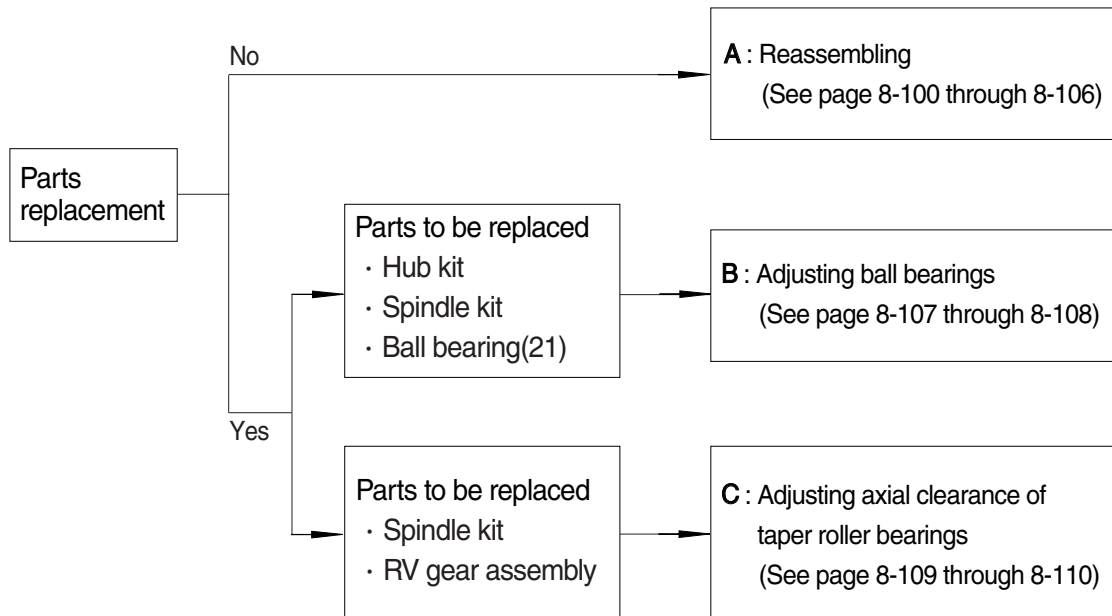 Parts
replacement
No
A : Reassembling
(See page 8-100 through 8-106)
Yes
Parts to be replaced
· Hub kit
· Spindle kit
· Ball bearing(21)
B : Adjusting ball bearings
(See page 8-107 through 8-108)
Parts to be replaced
· Spindle kit
· RV gear assembly
C : Adjusting axial clearance of
taper roller bearings
(See page 8-109 through 8-110)